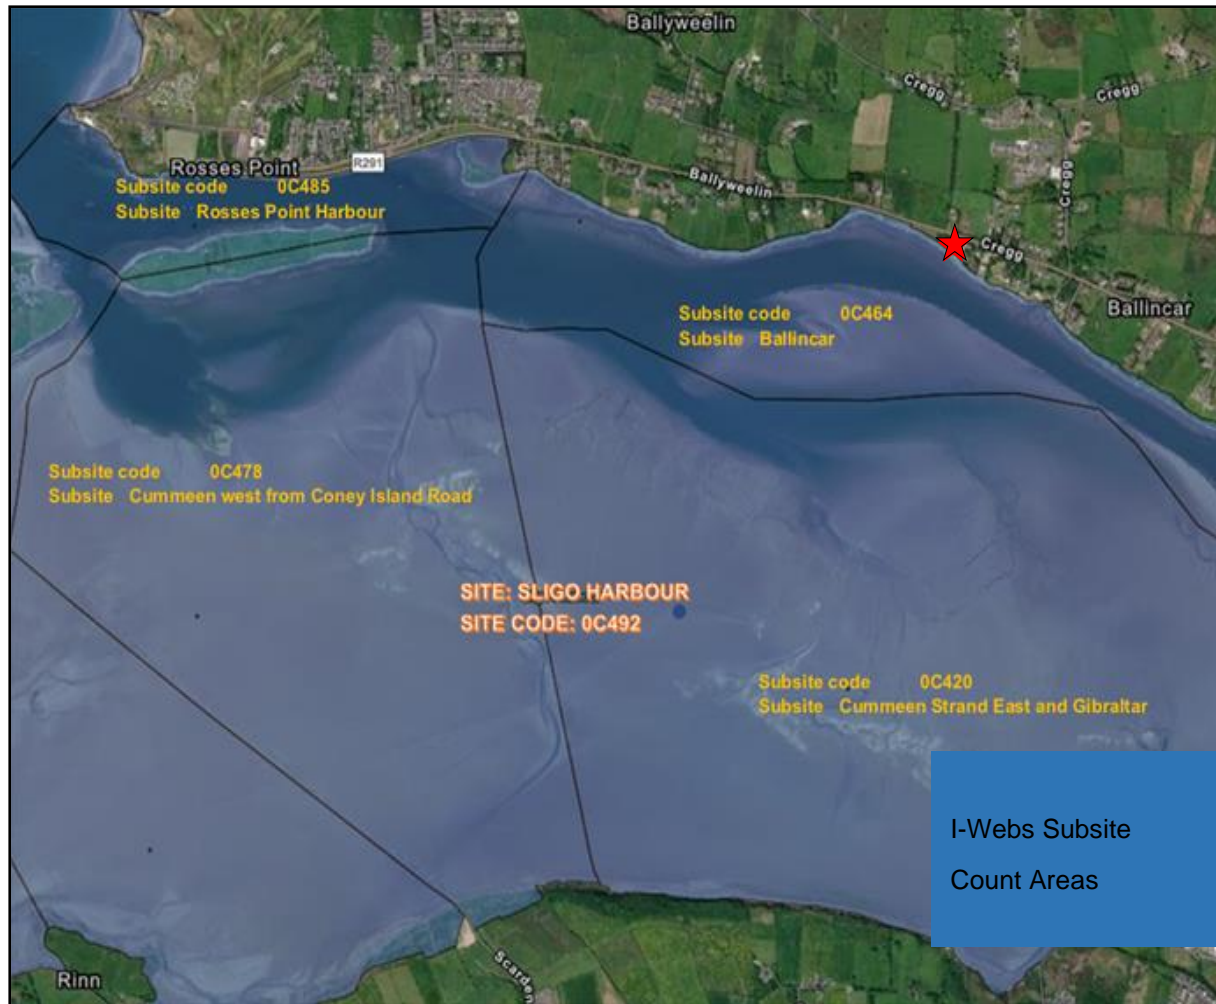 Ballyweelin
Cregg
Cregg
Rosses Point
R291
Ballyweelin
Cregg
Subsite code 0C485
Subsite Rosses Point Harbour
Cregg
Subsite code 0C464
Subsite Ballincar
Ballincar
Subsite code 0C478
Subsite Cummeen west from Coney Island Road
SITE: SLIGO HARBOUR
SITE CODE: 0C492
Subsite code 0C420
Subsite Cummeen Strand East and Gibraltar
I-Webs Subsite
Count Areas
Rinn
Scarden